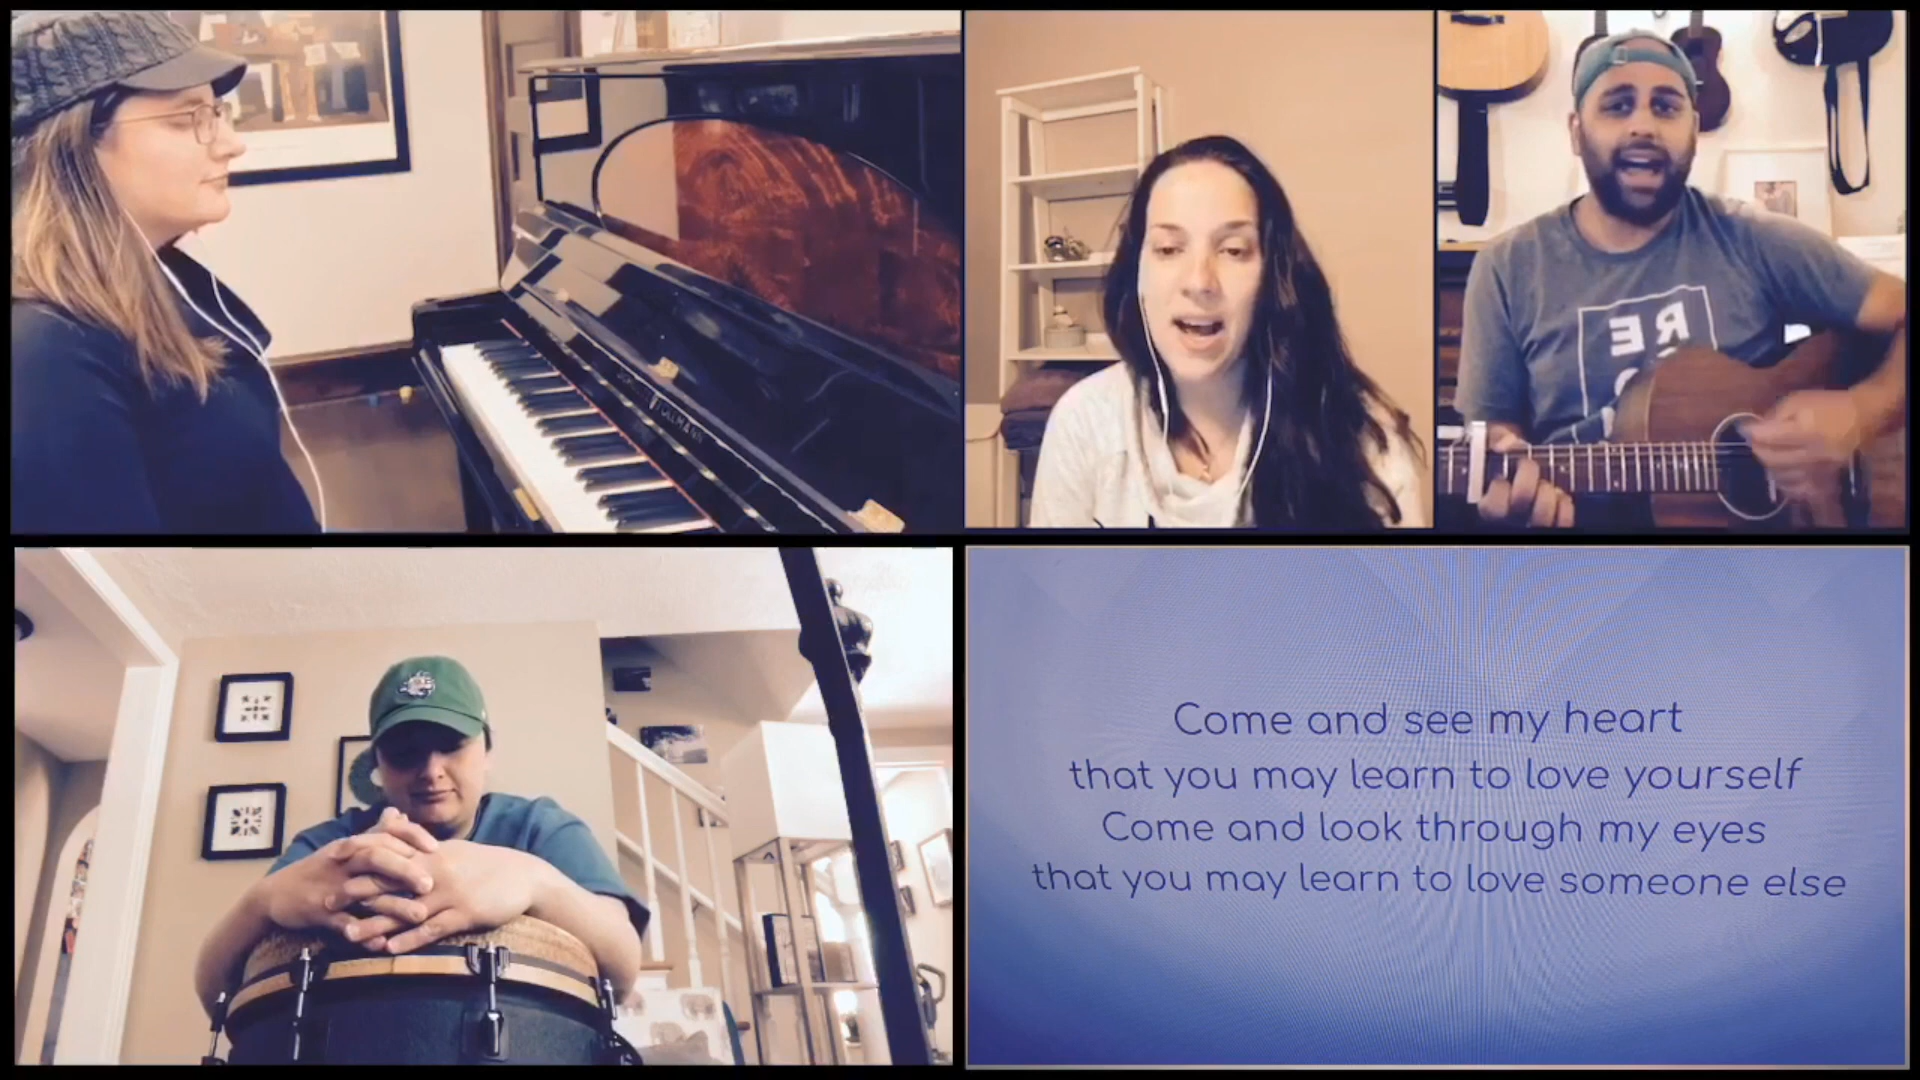 RE
Come and see my heart
that you may learn to love yourself
Come and look through my eyes
that you may learn to love someone else